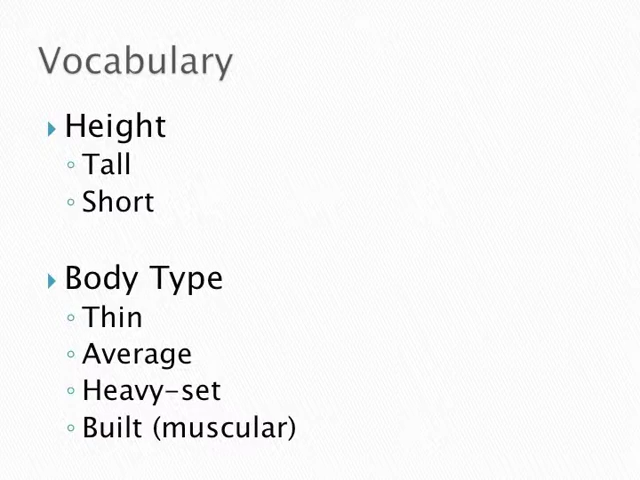 Vocabulary
Height
Tall
Short
Body Type
Thin
Average
Heavy-set
Built (muscular)